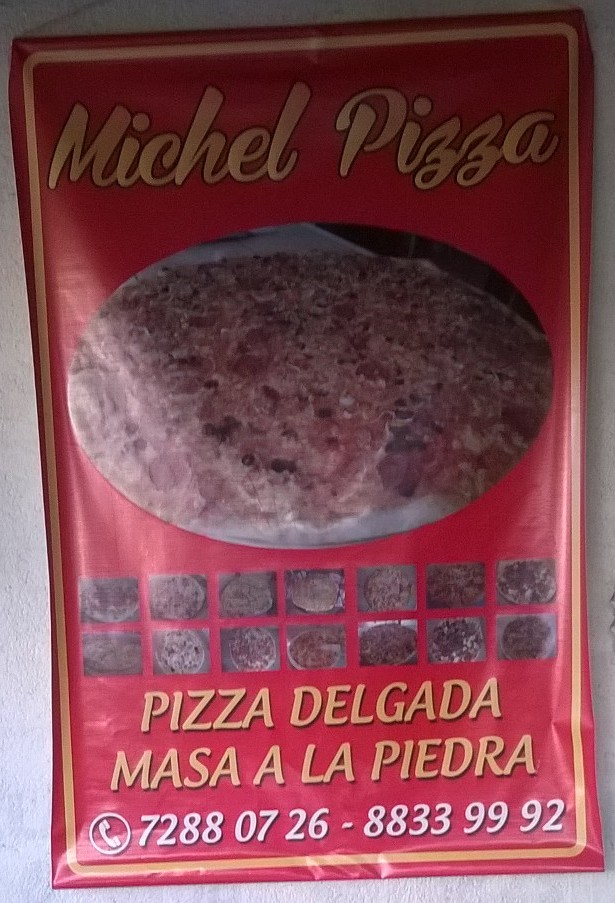 Michel Pizza
PIZZA DELGADA
MASA A LA PIEDRA
7288 07 26 - 8833 99 92